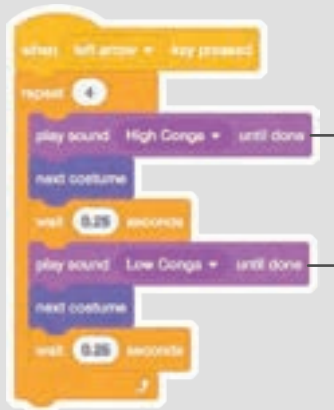 when left arrow key pressed
repeat 4
play sound High Conga until done
next costume
wait 0.25 seconds
play sound Low Conga until done
next costume
wait 0.25 seconds